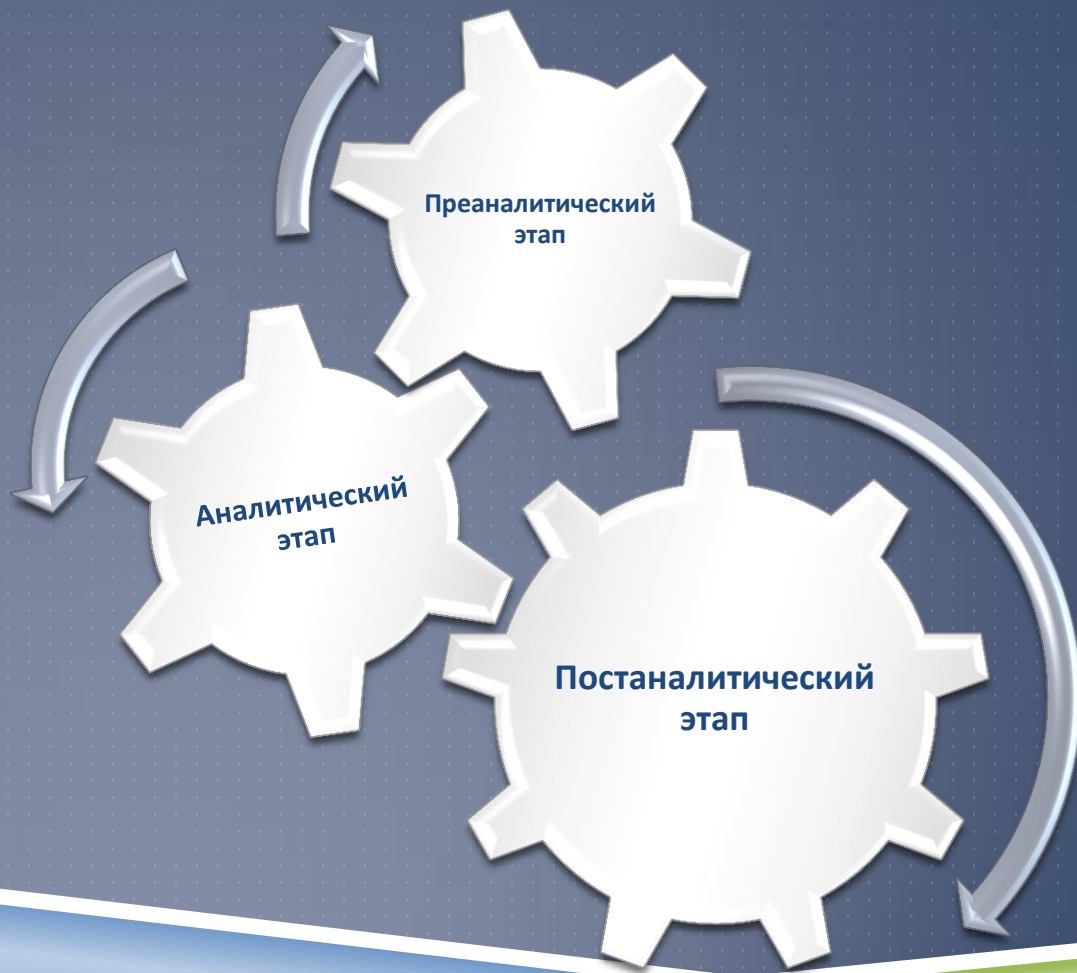 Преаналитический
этап
Аналитический
этап
Постаналитический
этап